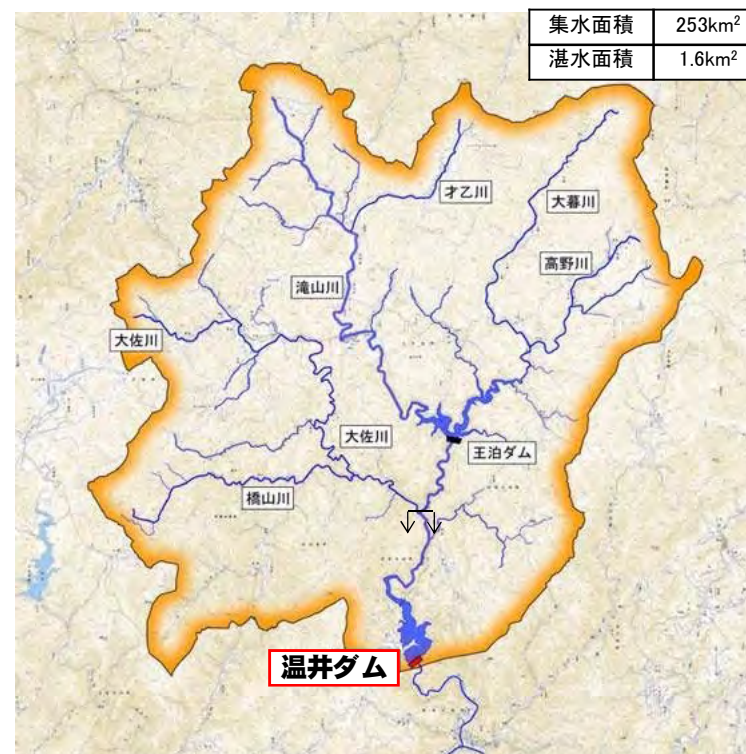 集水面積 253km²
湛水面積 1.6km²
才乙川
大暮川
高野川
滝山川
大佐川
大佐川
王泊ダム
橋山川
温井ダム